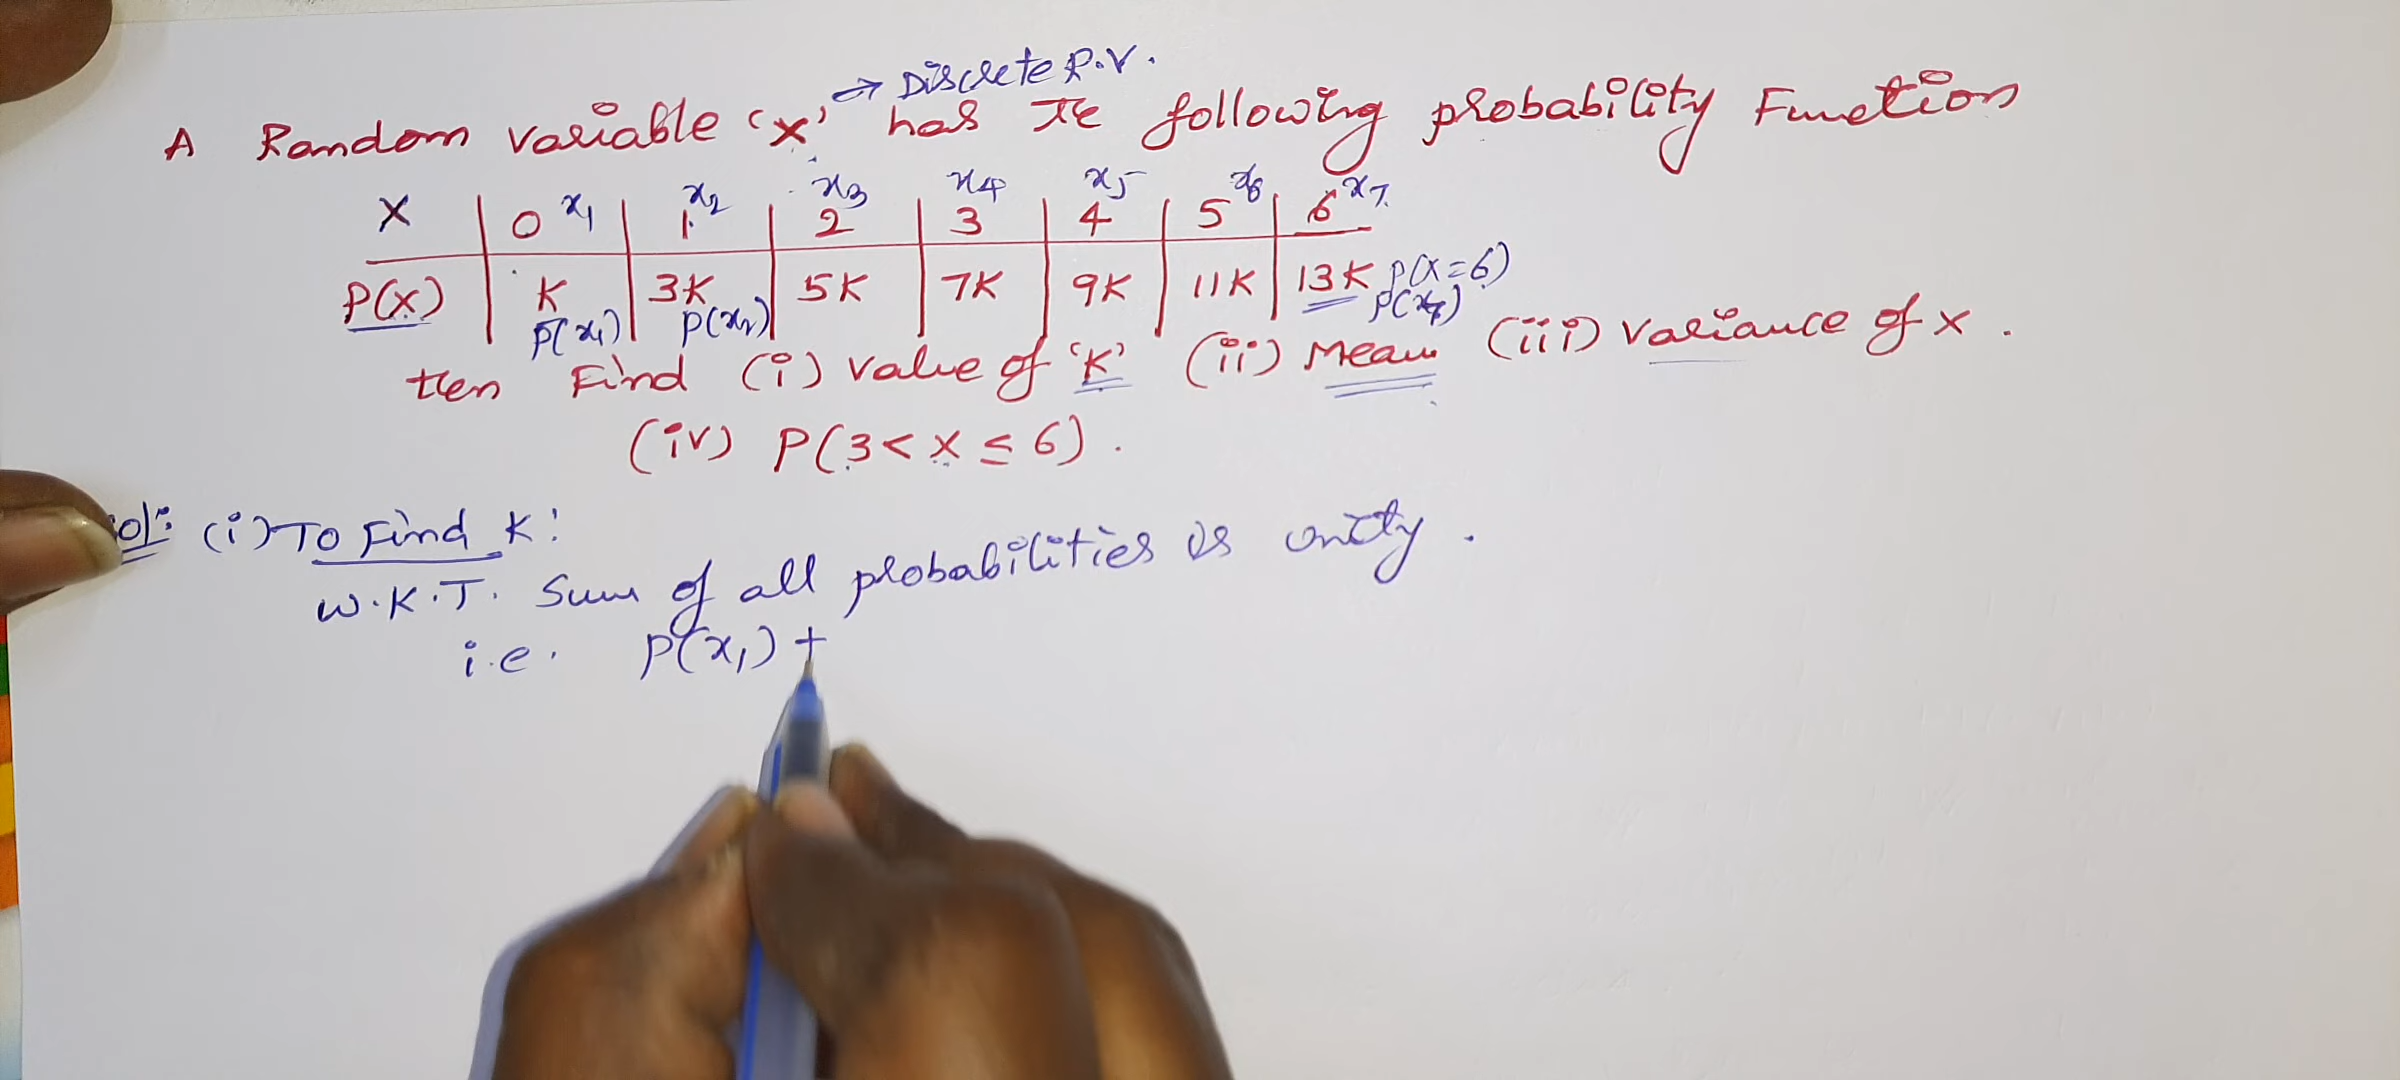 → Discrete R.V.
A Random variable 'x' has the following probability Function
X | 0 x1 | 1 x2 | 2 x3 | 3 x4 | 4 x5 | 5 x6 | 6 x7
P(x) | K P(x1) | 3K P(x2) | 5K | 7K | 9K | 11K | 13K P(x=6) P(x7)
then Find (i) value of 'K' (ii) Mean (iii) variance of x.
(iv) P(3<x≤6).
ol: (i) To Find K:
W.K.T. Sum of all probabilities is unity.
i.e. P(x1) +